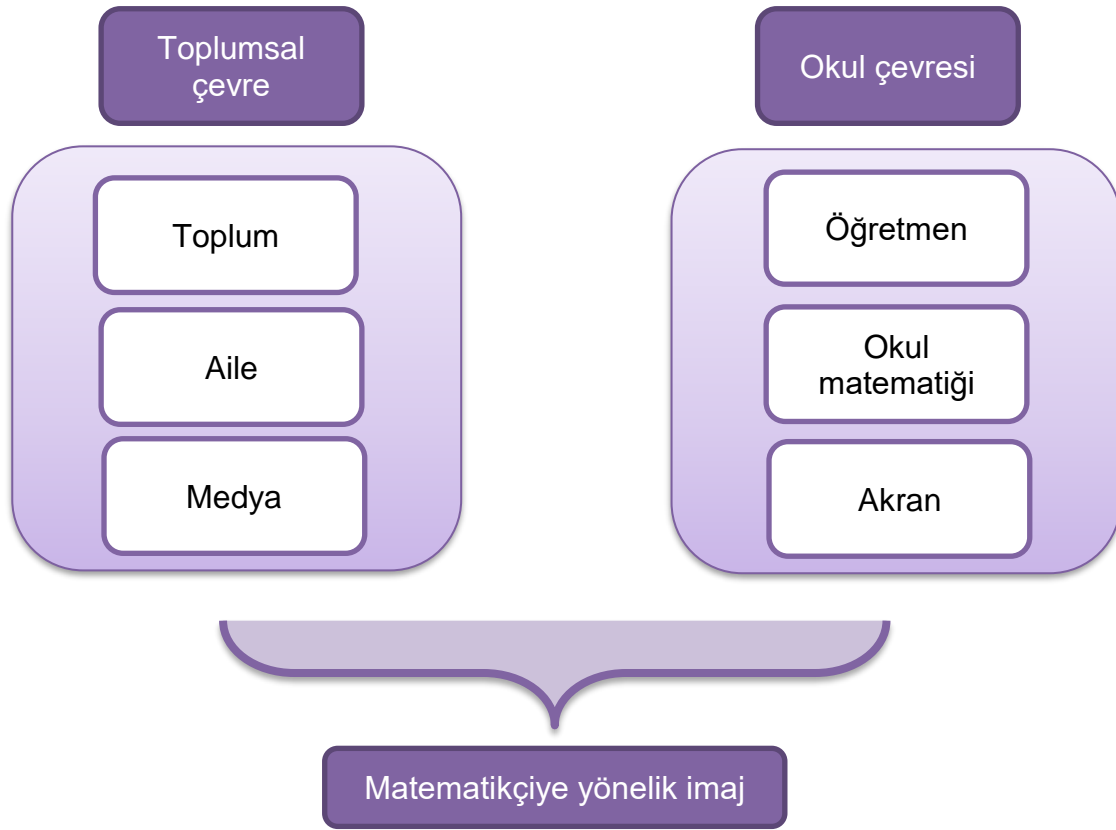 Toplumsal
çevre
Toplum
Aile
Medya
Okul çevresi
Öğretmen
Okul
matematiği
Akran
Matematikçiye yönelik imaj